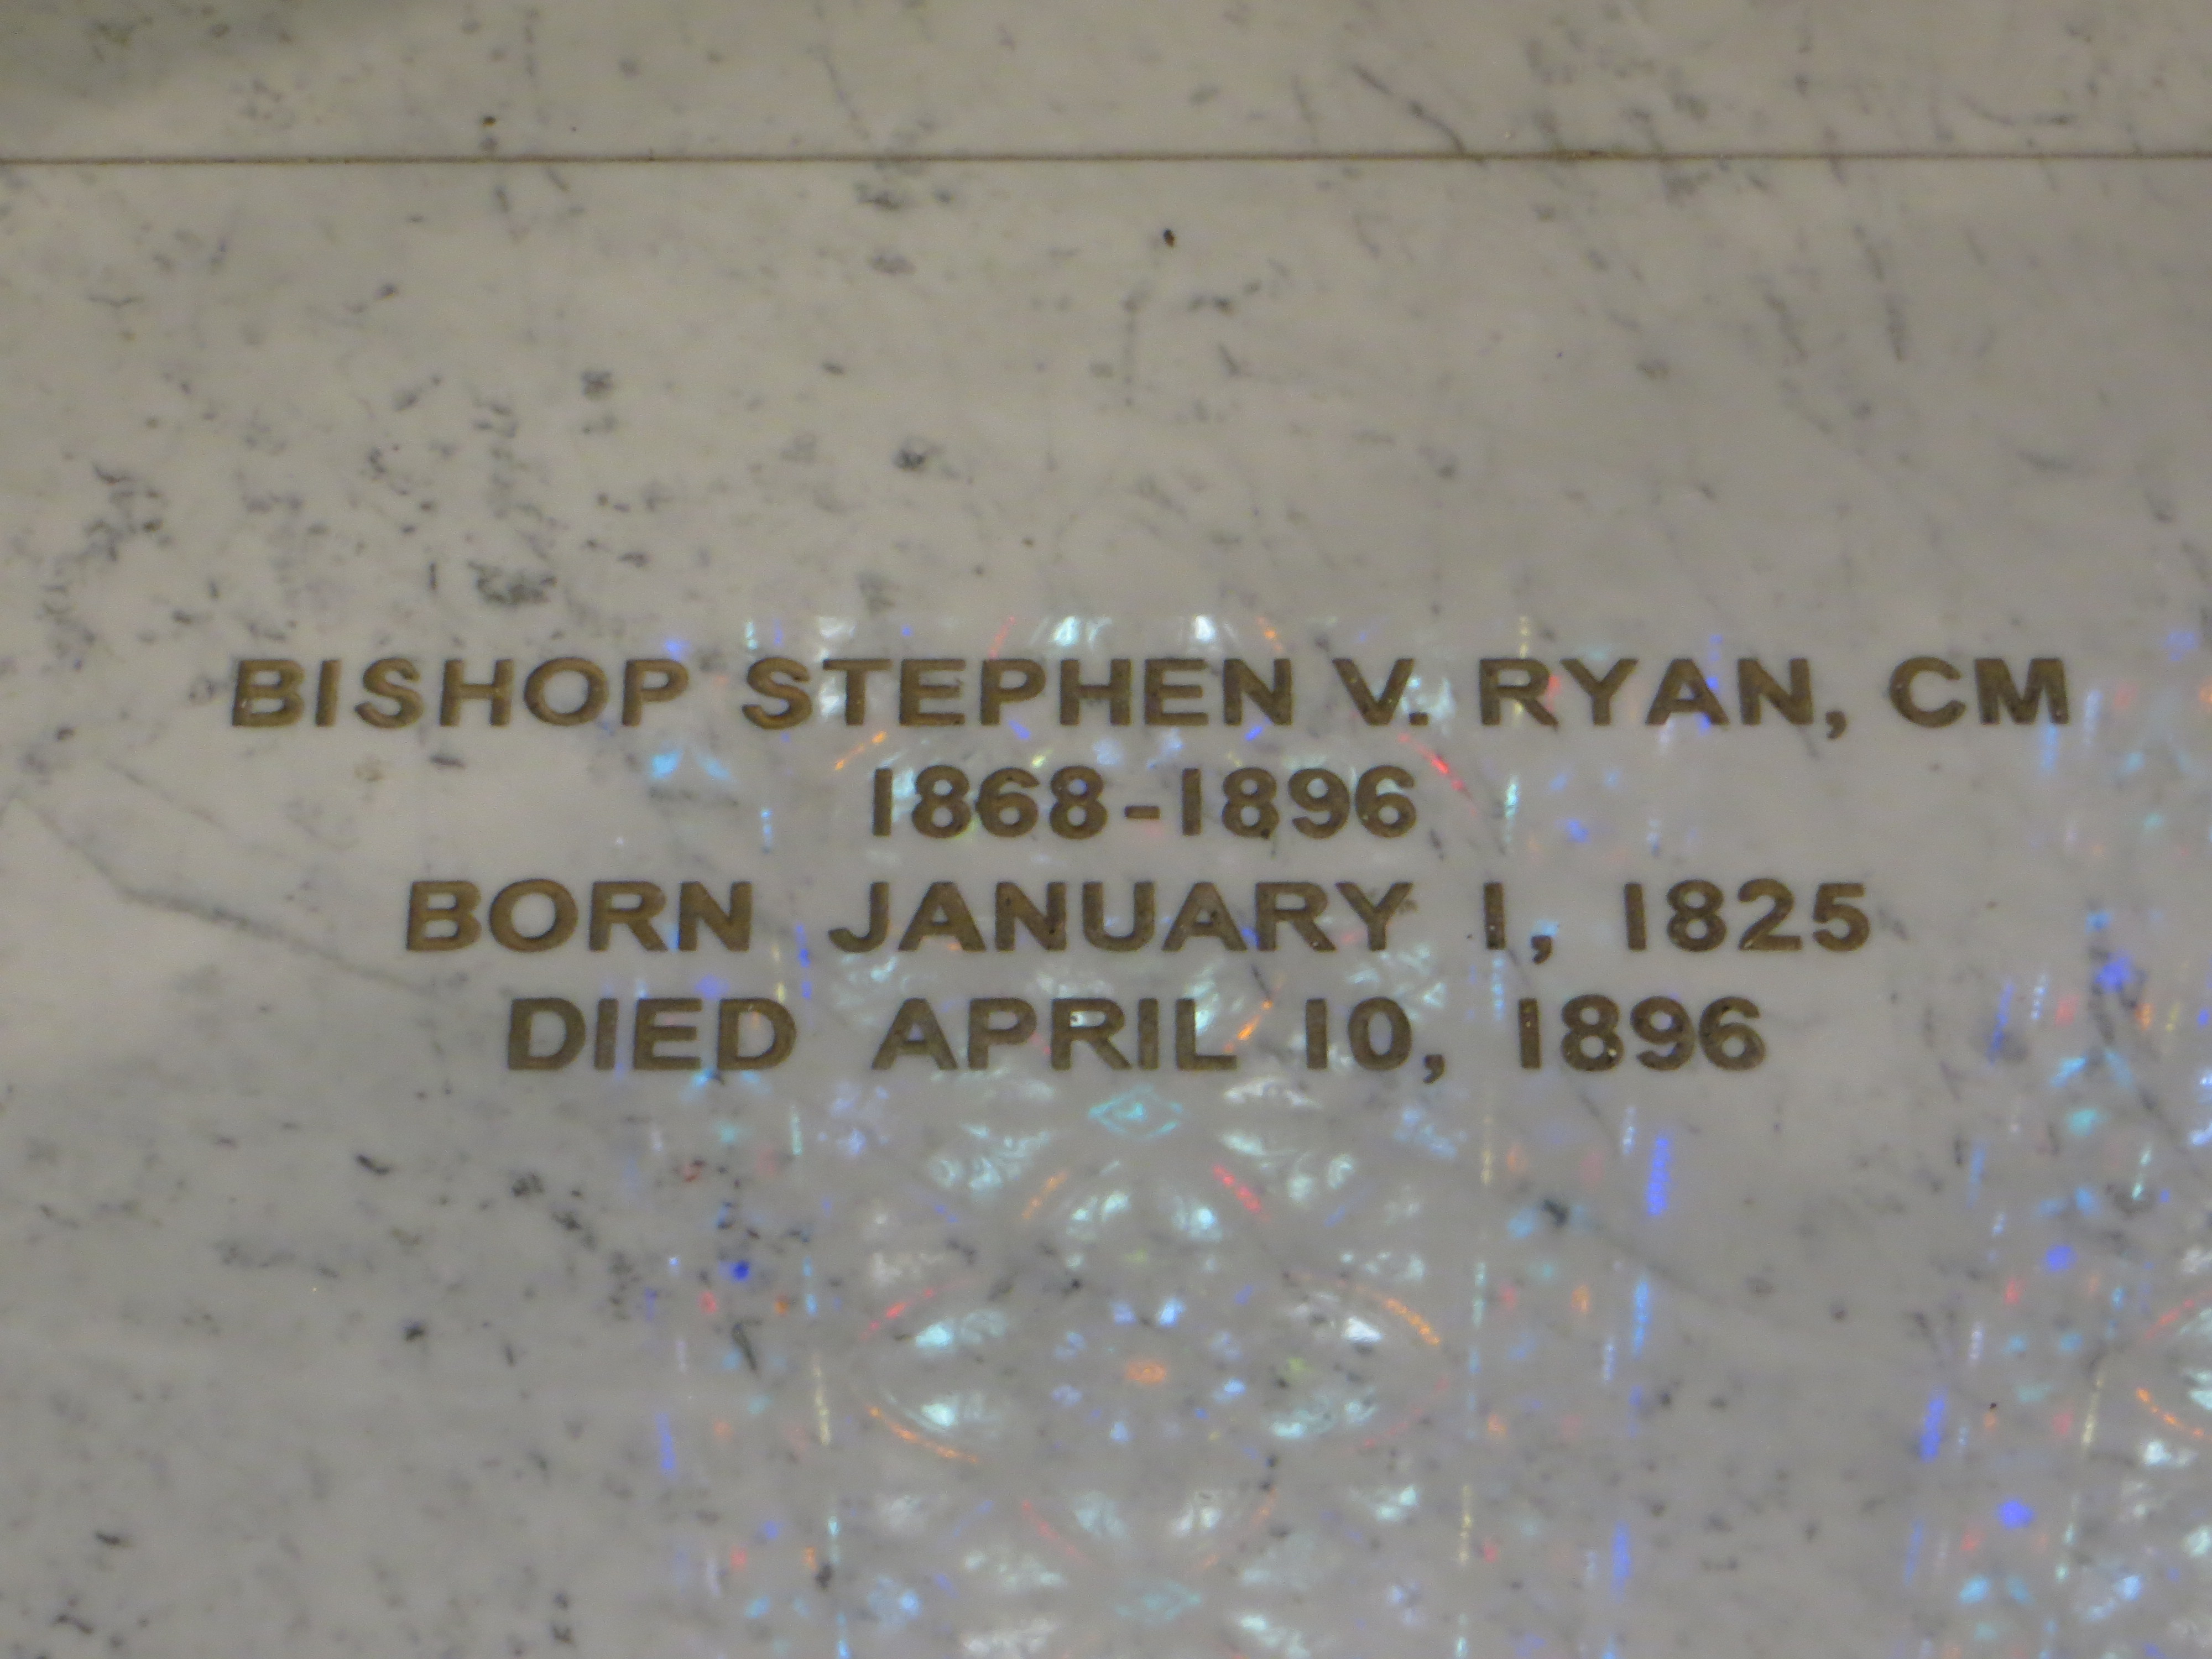 BISHOP STEPHEN V. RYAN, CM
1868-1896
BORN JANUARY 1, 1825
DIED APRIL 10, 1896